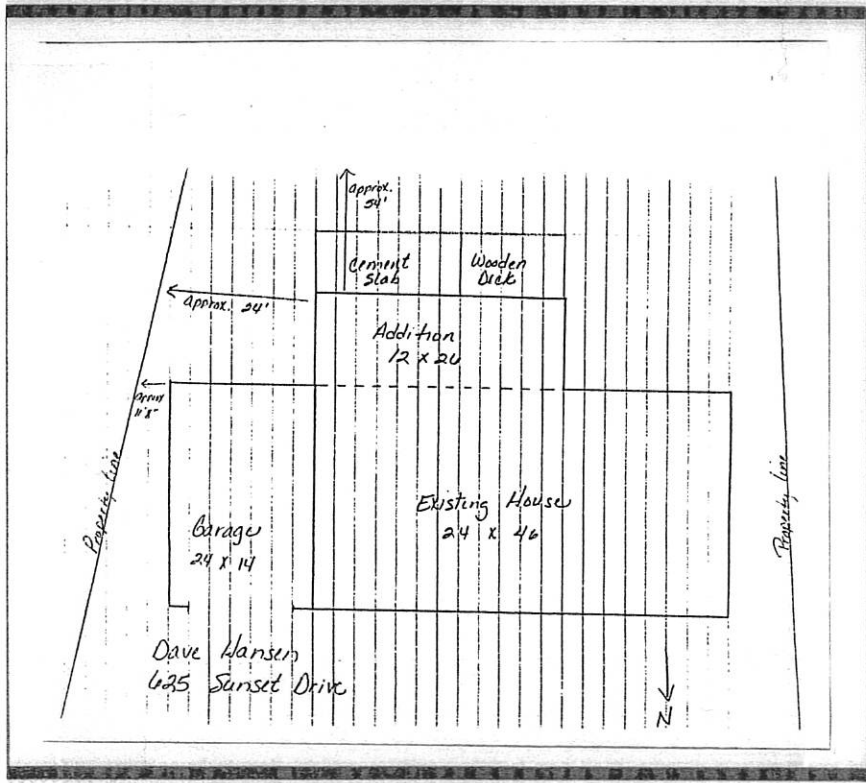 approx.
54'
Cement
Slab
Wooden
Deck
approx. 24'
Addition
12 x 26
approx
11'8"
Property line
Existing House
24 x 46
Garage
24 x 14
Property line
Dave Hansen
625 Sunset Drive
N